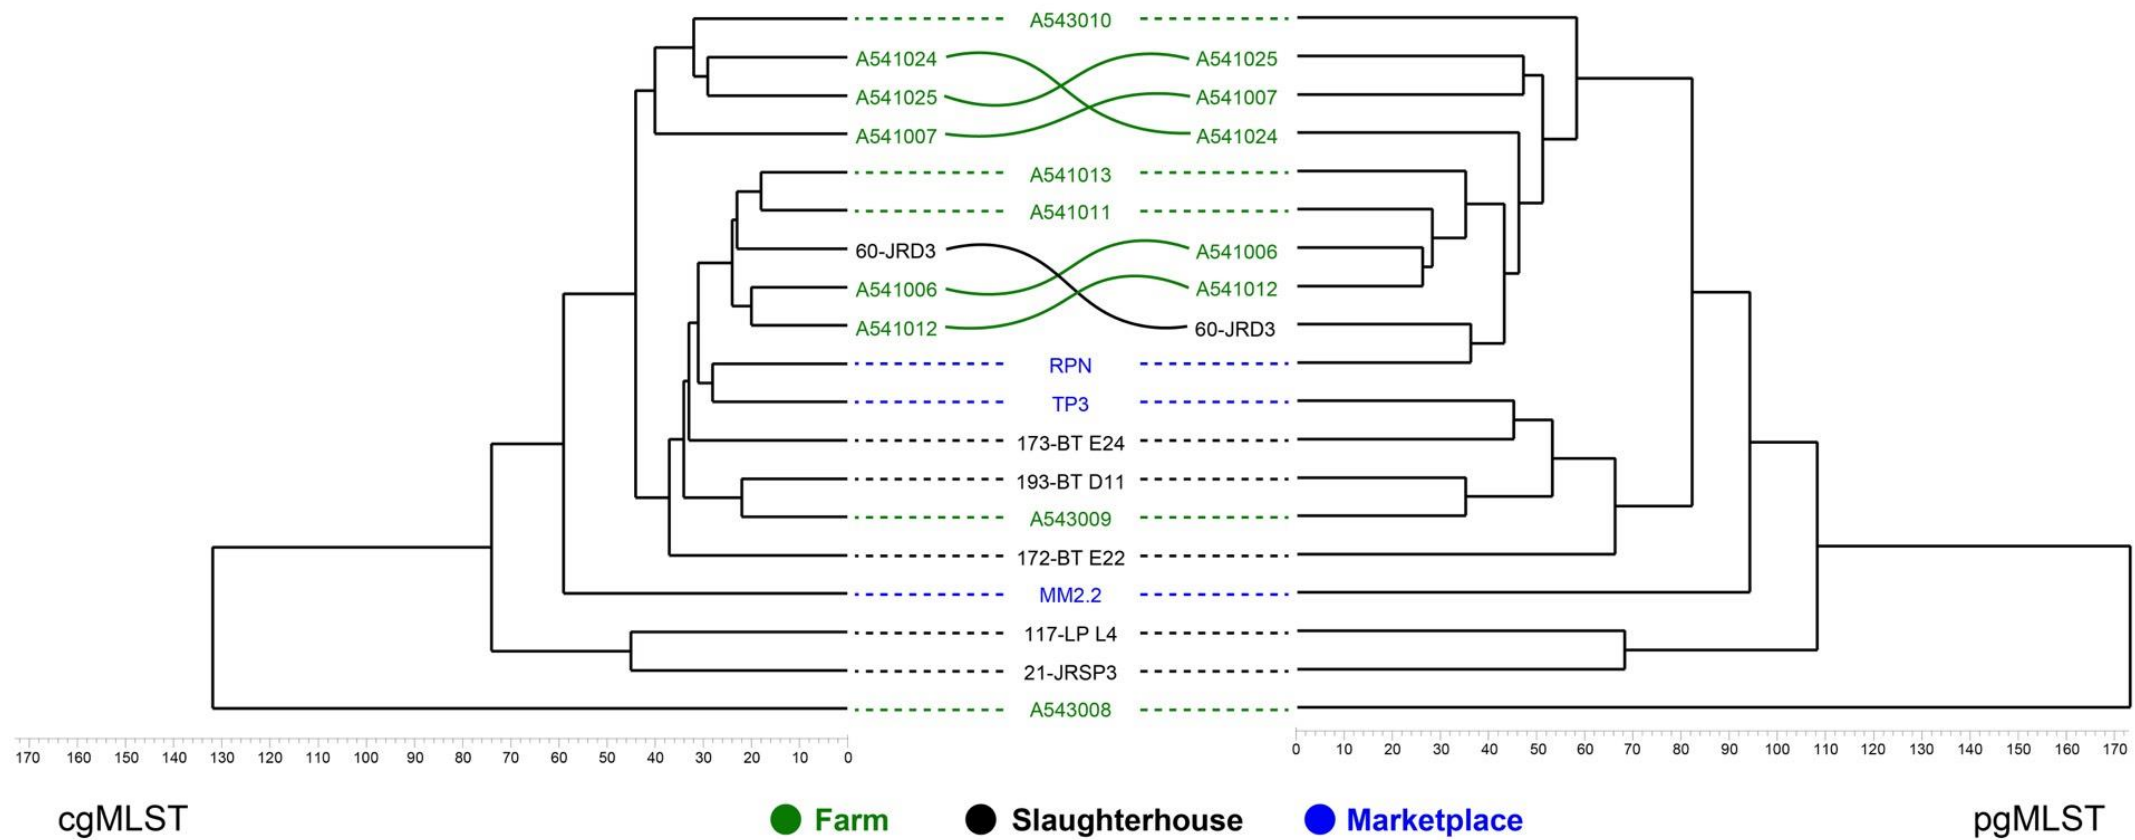 A543010
A541024 A541025
A541025 A541007
A541007 A541024
A541013
A541011
60-JRD3 A541006
A541006 A541012
A541012 60-JRD3
RPN
TP3
173-BT E24
193-BT D11
A543009
172-BT E22
MM2.2
117-LP L4
21-JRSP3
A543008
170 160 150 140 130 120 110 100 90 80 70 60 50 40 30 20 10 0
0 10 20 30 40 50 60 70 80 90 100 110 120 130 140 150 160 170
cgMLST Farm Slaughterhouse Marketplace pgMLST